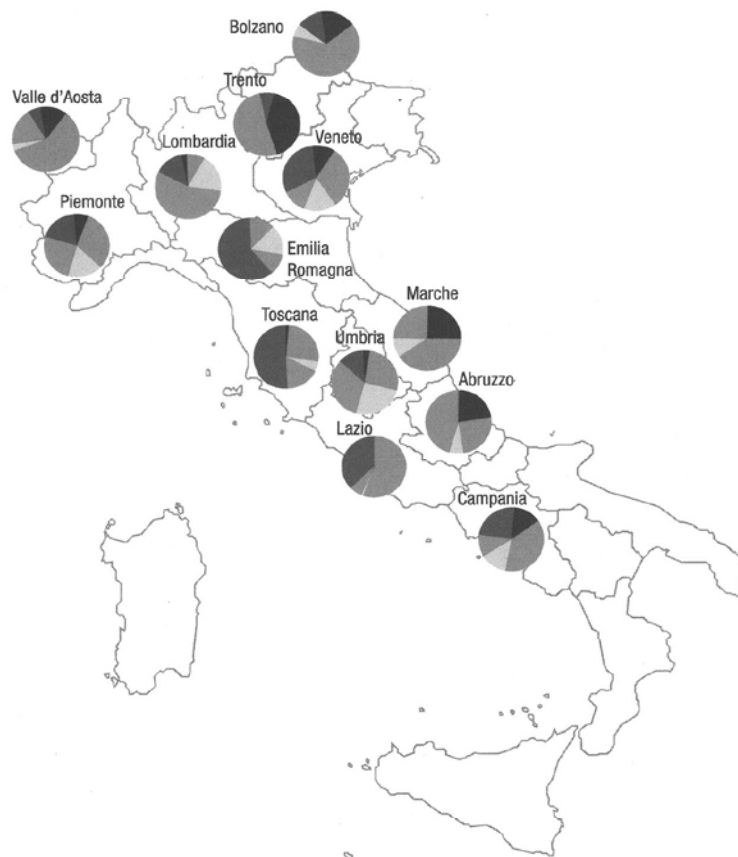 Bolzano
Trento
Valle d'Aosta
Veneto
Lombardia
Piemonte
Emilia
Romagna
Marche
Toscana
Umbria
Abruzzo
Lazio
Campania